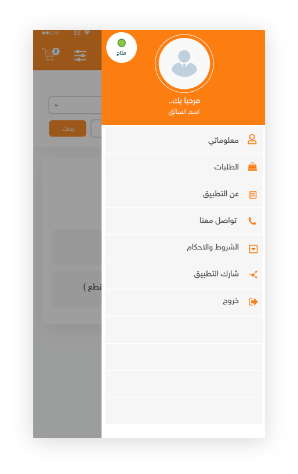 متاح
مرحبا بك..
اسم السائق
معلوماتي
الطلبات
عن التطبيق
تواصل معنا
الشروط والاحكام
شارك التطبيق
خروج
بحث
قطع )